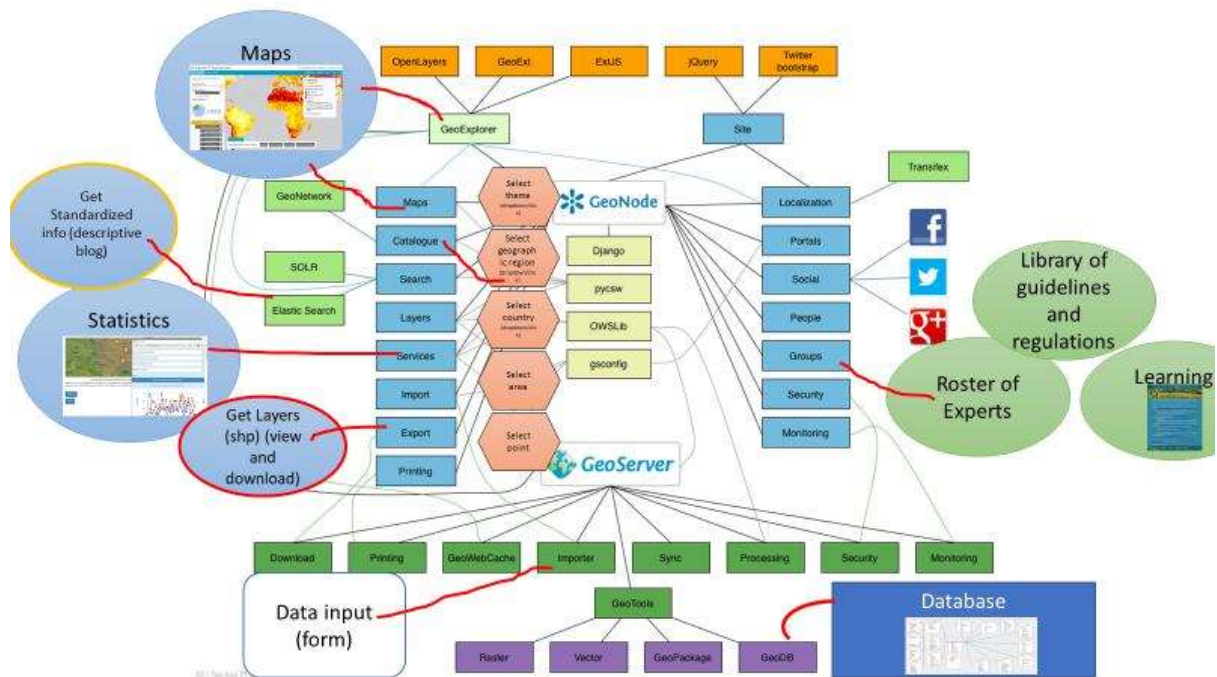 Maps
OpenLayers
GeoExt
ExtJS
jQuery
Twitter
bootstrap
GeoExplorer
Site
Transifex
Get
Standardized
info (descriptive
blog)
GeoNetwork
Maps
Select
theme
GeoNode
Localization
Catalogue
Select
geograph
ic region
Django
Portals
SOLR
Search
pycsw
Social
Library of
guidelines
and
regulations
Elastic Search
Layers
Select
country
OWSLib
People
g+
Statistics
Services
Select
area
gsconfig
Groups
Roster of
Experts
Learning
Import
Security
Get Layers
(shp) (view
and
download)
Export
Select
point
Monitoring
Printing
GeoServer
Download
Printing
GeoWebCache
Importer
Sync
Processing
Security
Monitoring
Data input
(form)
GeoTools
Database
Raster
Vector
GeoPackage
GeoDB